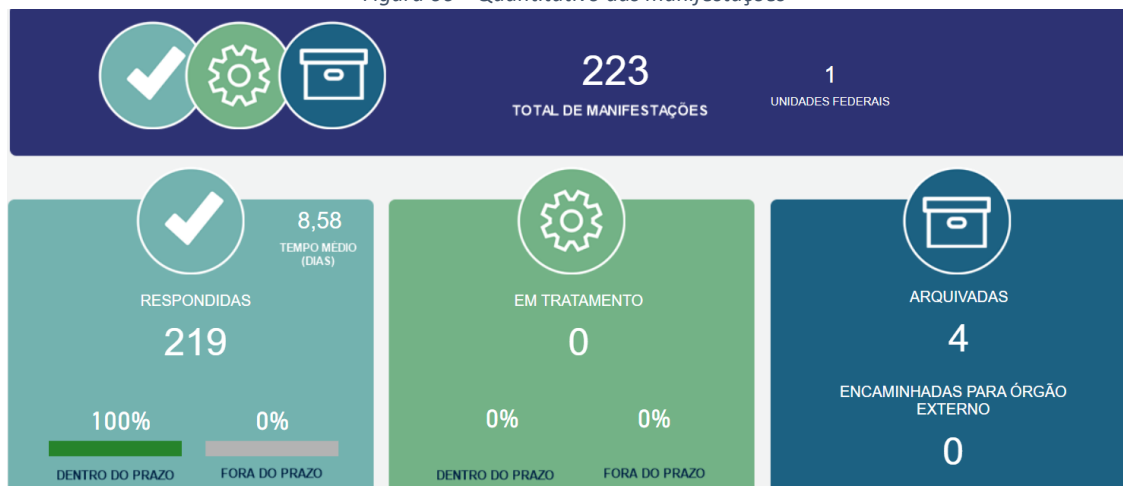 223
TOTAL DE MANIFESTAÇÕES
1
UNIDADES FEDERAIS
8,58
TEMPO MÉDIO
(DIAS)
RESPONDIDAS
219
100%
0%
DENTRO DO PRAZO
FORA DO PRAZO
EM TRATAMENTO
0
0%
0%
DENTRO DO PRAZO
FORA DO PRAZO
ARQUIVADAS
4
ENCAMINHADAS PARA ÓRGÃO
EXTERNO
0